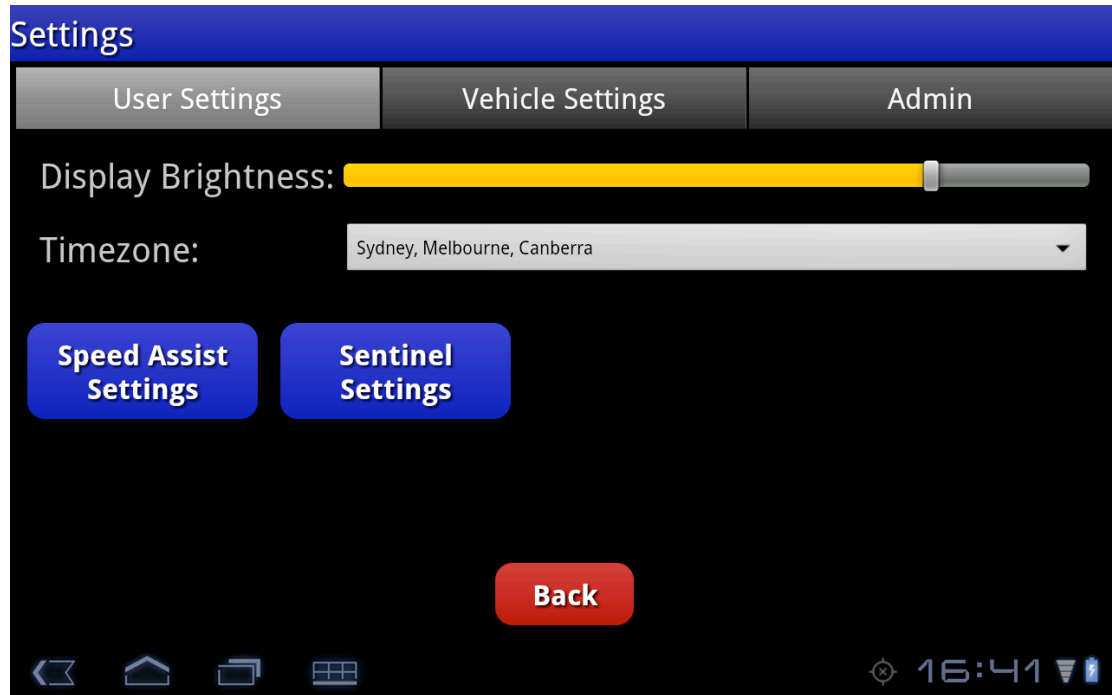 Settings
User Settings
Vehicle Settings
Admin
Display Brightness:
Timezone:
Sydney, Melbourne, Canberra
Speed Assist
Settings
Sentinel
Settings
Back
16:41